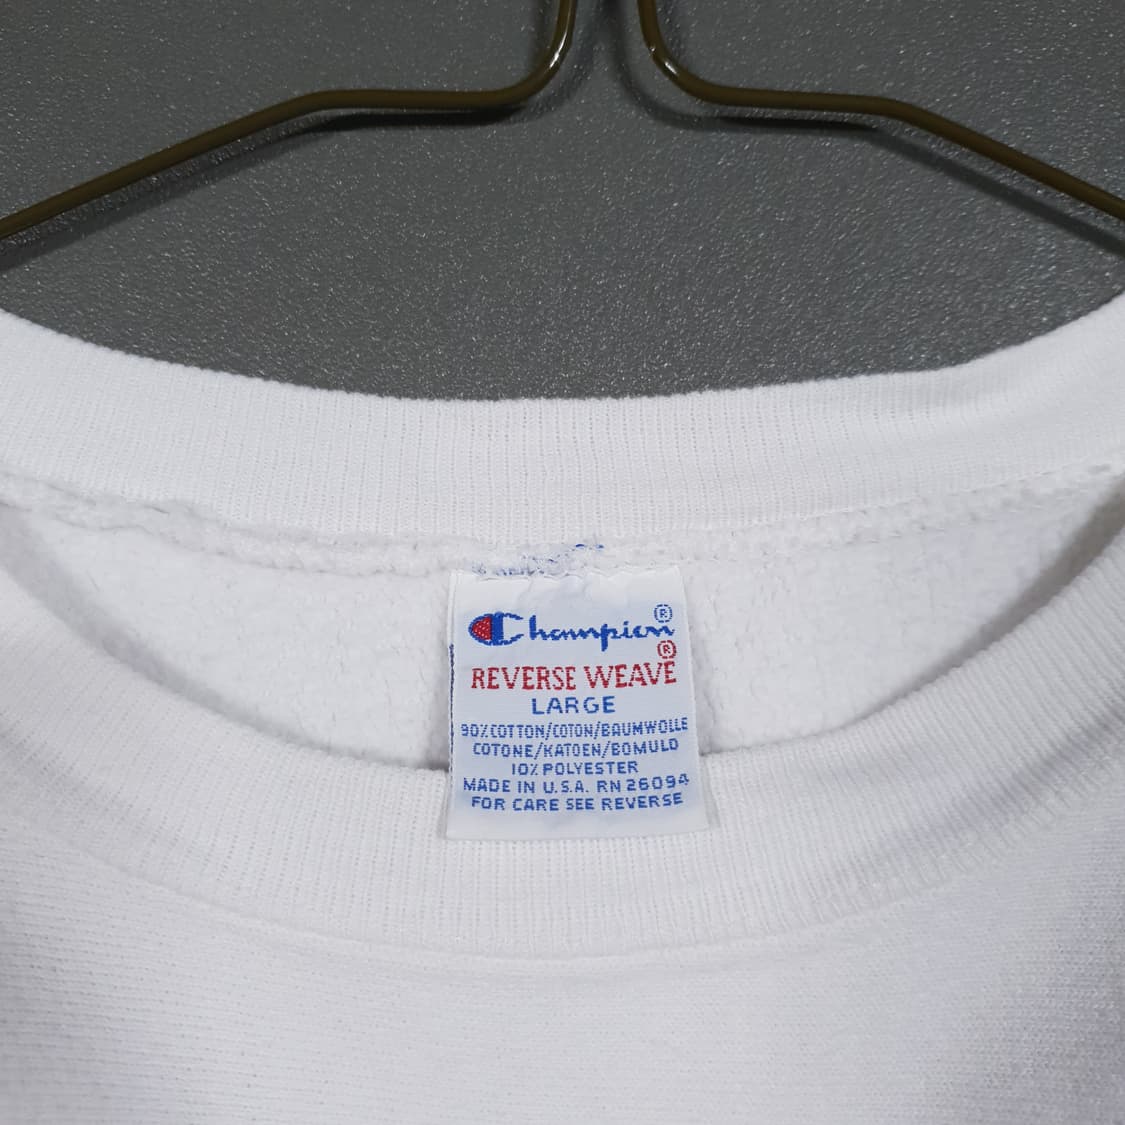 Champion®
REVERSE WEAVE®
LARGE
90% COTTON/COTON/BAUMWOLLE
COTONE/KATOEN/BOMULD
10% POLYESTER
MADE IN U.S.A. RN 26094
FOR CARE SEE REVERSE